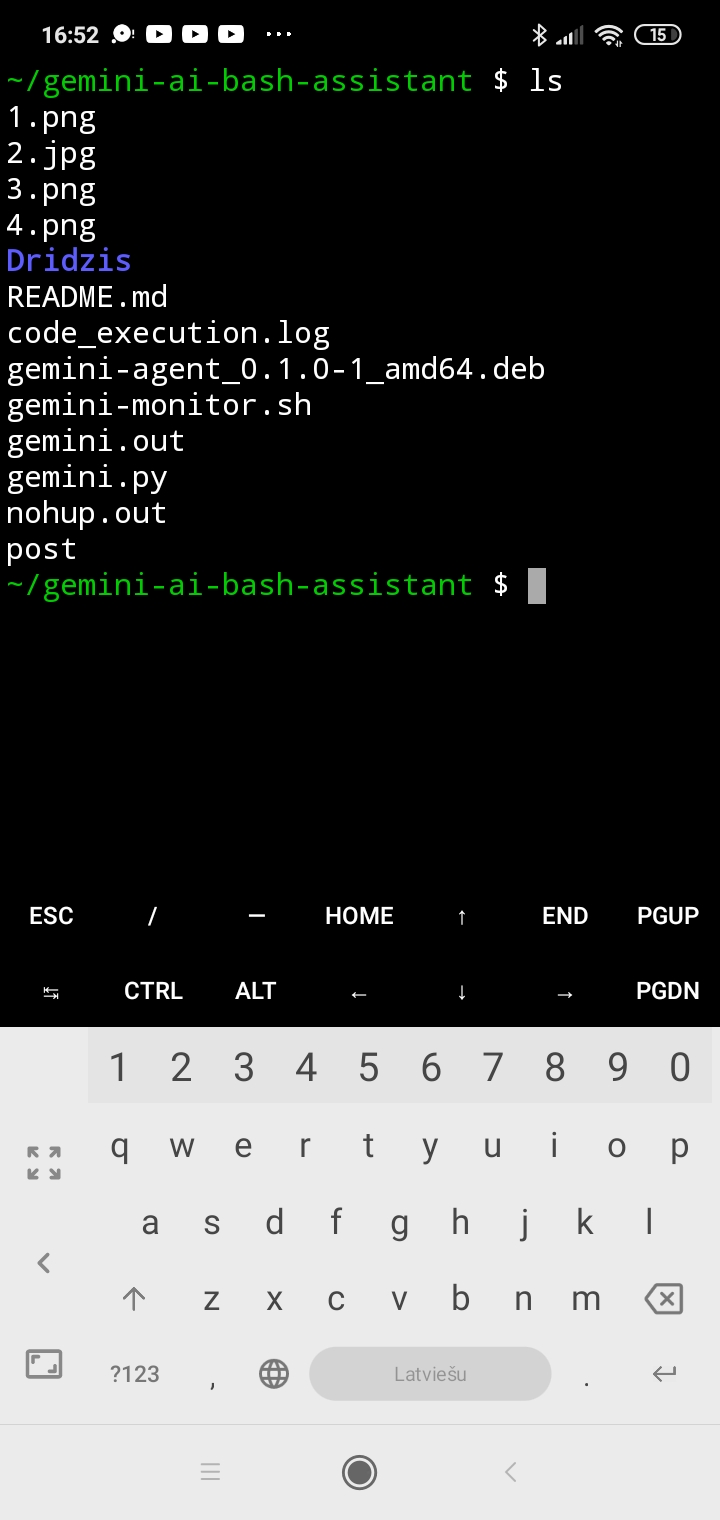 16:52 15
~/gemini-ai-bash-assistant $ ls
1.png
2.jpg
3.png
4.png
Dridzis
README.md
code_execution.log
gemini-agent_0.1.0-1_amd64.deb
gemini-monitor.sh
gemini.out
gemini.py
nohup.out
post
~/gemini-ai-bash-assistant $
ESC / — HOME ↑ END PGUP
↹ CTRL ALT ← ↓ → PGDN
1 2 3 4 5 6 7 8 9 0
q w e r t y u i o p
a s d f g h j k l
z x c v b n m
?123 , Latviešu .